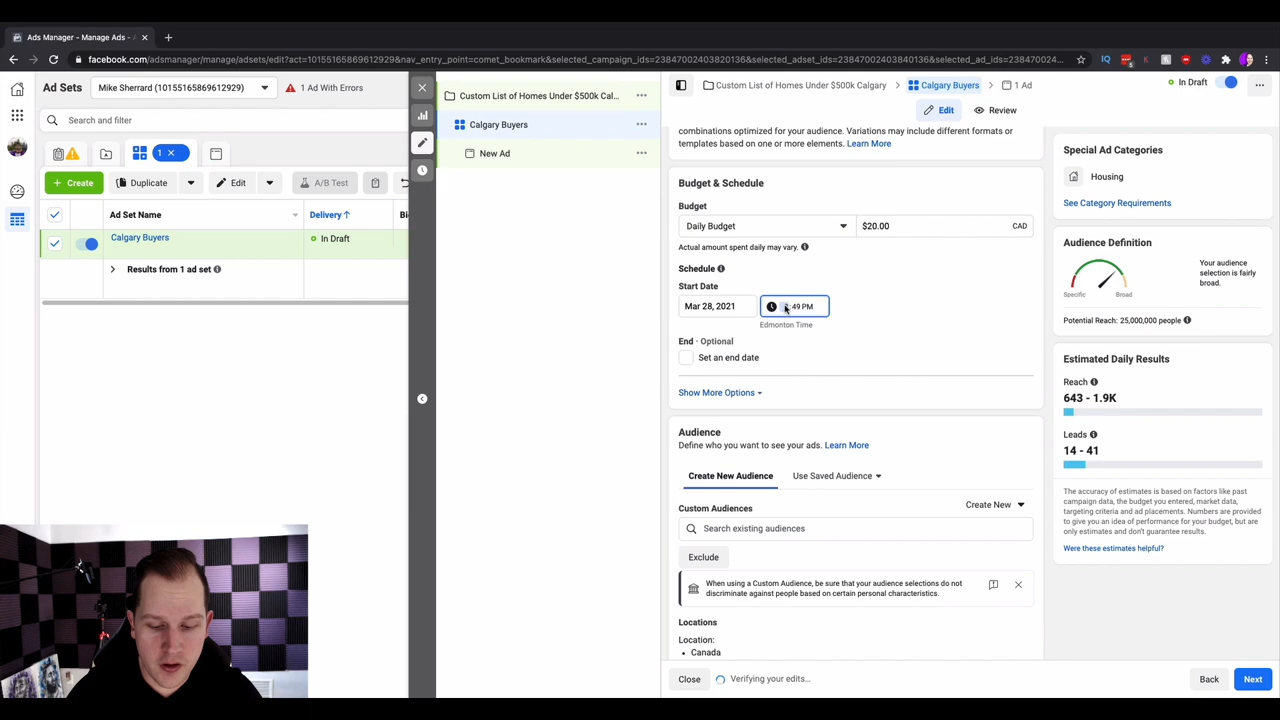 Ads Manager - Manage Ads - A
facebook.com/adsmanager/manage/adsets/edit?act=10155165869612929&nav_entry_point=comet_bookmark&selected_campaign_ids=23847002403820136&selected_adset_ids=23847002403840136&selected_ad_ids=238470024...
Ad Sets
Mike Sherrard (10155165869612929)
1 Ad With Errors
Search and filter
1
Create
Duplicate
Edit
A/B Test
Ad Set Name
Delivery
Calgary Buyers
In Draft
Results from 1 ad set
Custom List of Homes Under $500k Cal...
Calgary Buyers
New Ad
Custom List of Homes Under $500k Calgary
Calgary Buyers
1 Ad
In Draft
Edit
Review
combinations optimized for your audience. Variations may include different formats or
templates based on one or more elements. Learn More
Budget & Schedule
Budget
Daily Budget
$20.00
CAD
Actual amount spent daily may vary.
Schedule
Start Date
Mar 28, 2021
:49 PM
Edmonton Time
End · Optional
Set an end date
Show More Options
Audience
Define who you want to see your ads. Learn More
Create New Audience
Use Saved Audience
Custom Audiences
Create New
Search existing audiences
Exclude
When using a Custom Audience, be sure that your audience selections do not
discriminate against people based on certain personal characteristics.
Locations
Location:
• Canada
Close
Verifying your edits...
Back
Next
Special Ad Categories
Housing
See Category Requirements
Audience Definition
Specific
Broad
Your
audience
selection is fairly
broad.
Potential Reach: 25,000,000 people
Estimated Daily Results
Reach
643 - 1.9K
Leads
14 - 41
The accuracy of estimates is based on factors like past
campaign data, the budget you entered, market data,
targeting criteria and ad placements. Numbers are provided
to give you an idea of performance for your budget, but are
only estimates and don't guarantee results.
Were these estimates helpful?